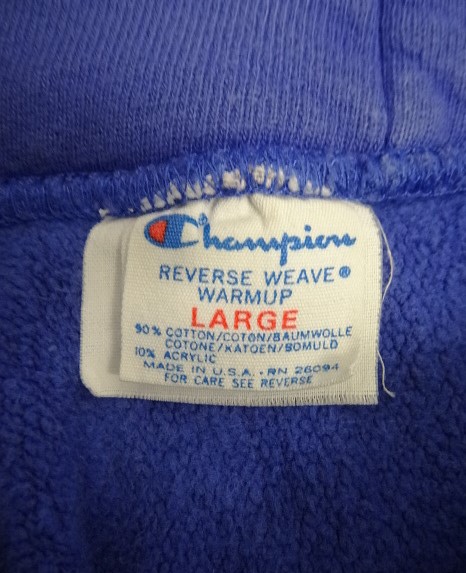 Champion
REVERSE WEAVE®
WARMUP
LARGE
90% COTTON/COTON/BAUMWOLLE
COTONE/KATOEN/BOMULD
10% ACRYLIC
MADE IN U.S.A. · RN 26094
FOR CARE SEE REVERSE